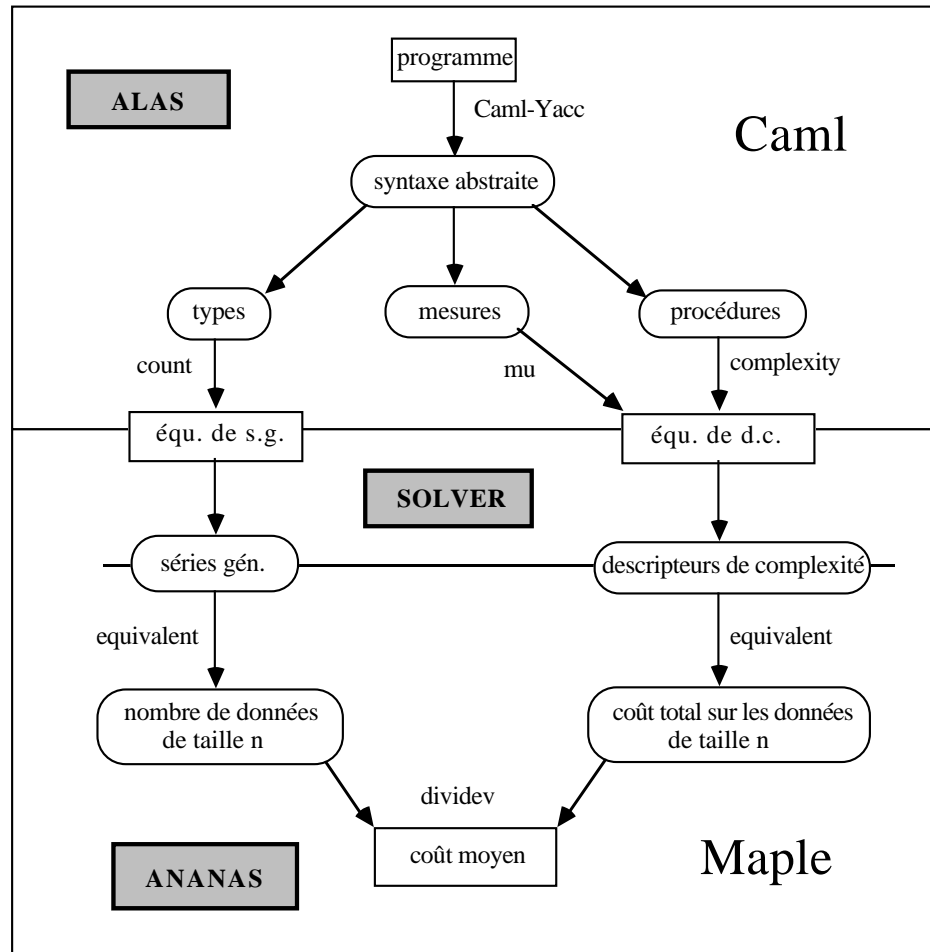 programme
ALAS
Caml-Yacc
Caml
syntaxe abstraite
types
mesures
procédures
count
mu
complexity
équ. de s.g.
équ. de d.c.
SOLVER
séries gén.
descripteurs de complexité
equivalent
equivalent
nombre de données
de taille n
coût total sur les données
de taille n
dividev
coût moyen
Maple
ANANAS